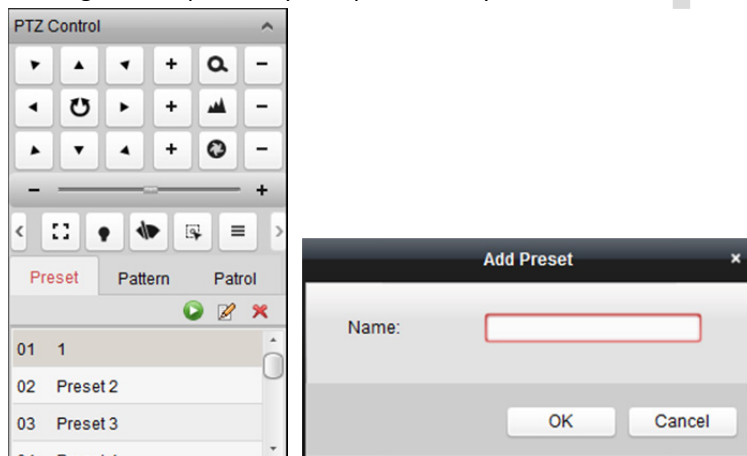 PTZ Control
Preset Pattern Patrol
01 1
02 Preset 2
03 Preset 3
Add Preset
Name:
OK Cancel